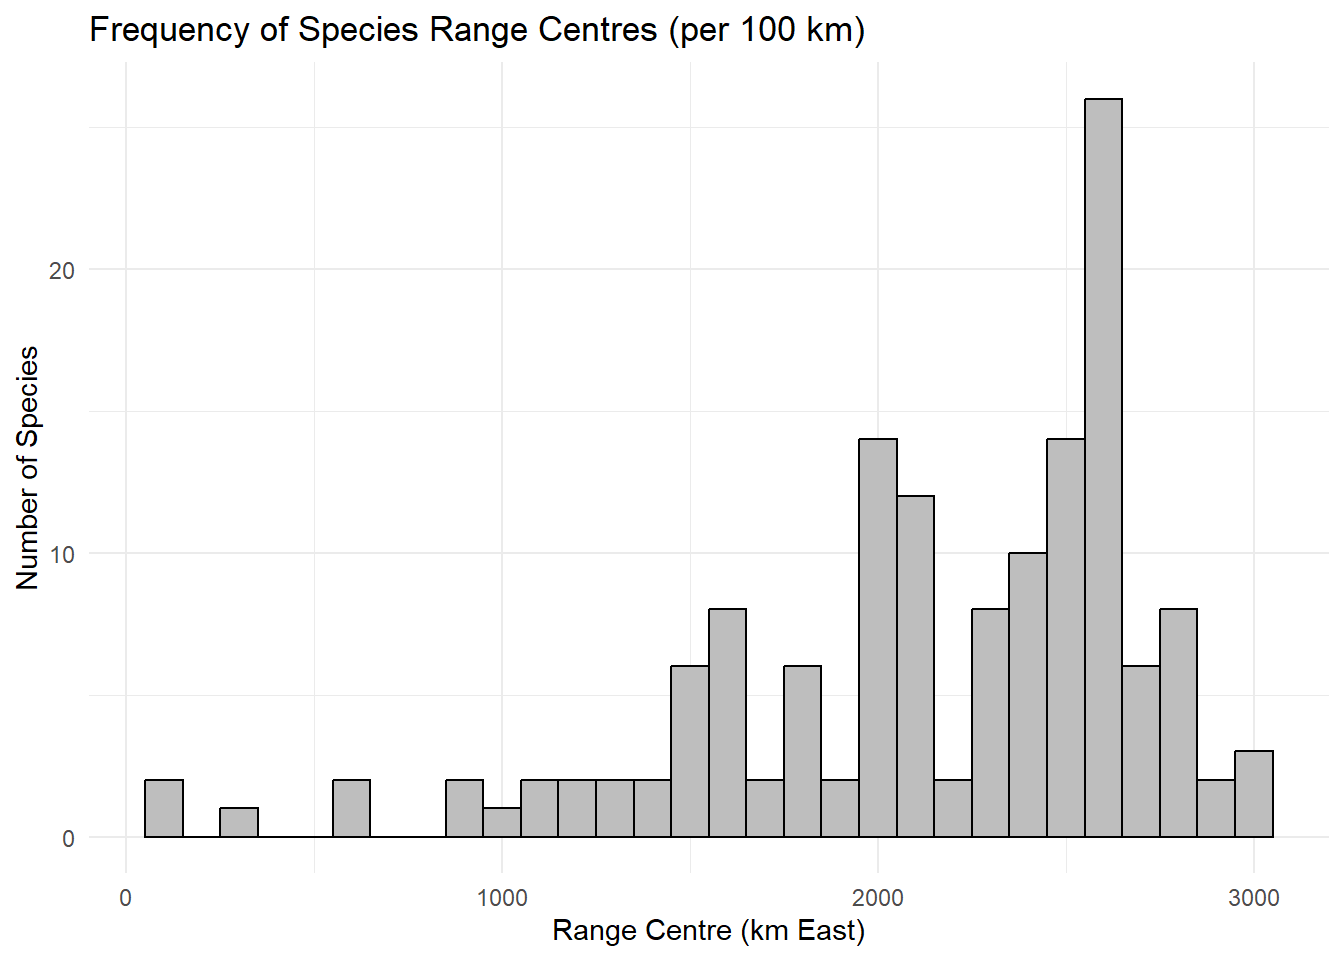 Frequency of Species Range Centres (per 100 km)
Number of Species
20
10
0
0 1000 2000 3000
Range Centre (km East)